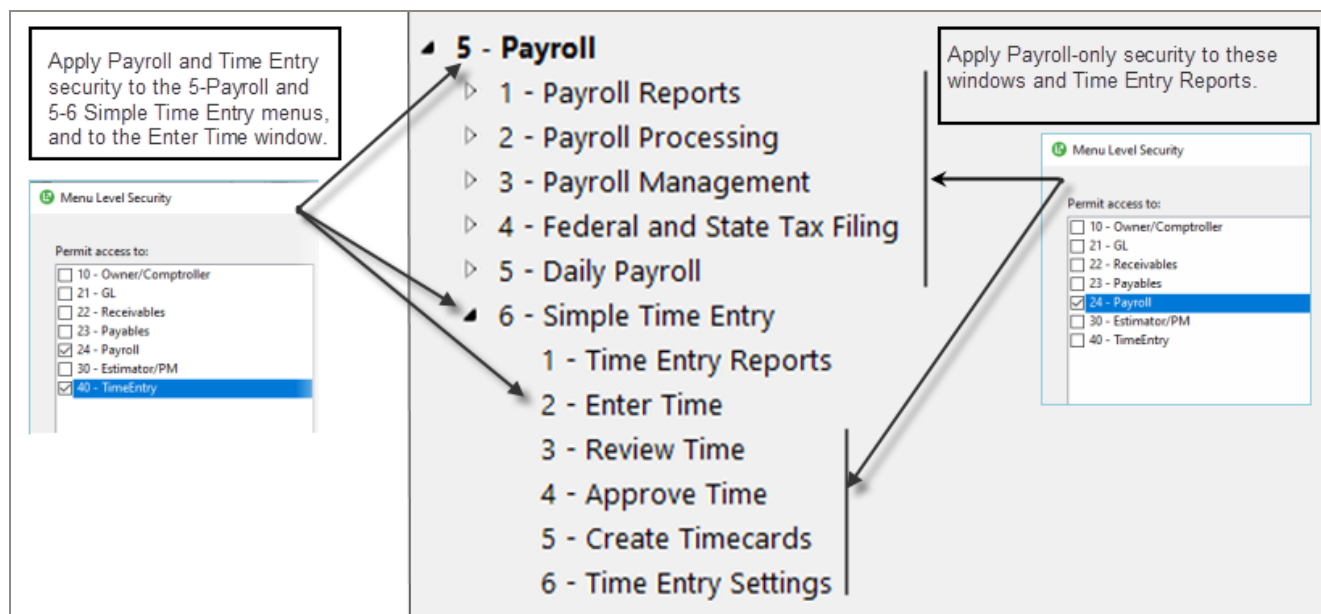 Apply Payroll and Time Entry
security to the 5-Payroll and
5-6 Simple Time Entry menus,
and to the Enter Time window.
Menu Level Security
Permit access to:
10 - Owner/Comptroller
21 - GL
22 - Receivables
23 - Payables
24 - Payroll
30 - Estimator/PM
40 - TimeEntry
5 - Payroll
1 - Payroll Reports
2 - Payroll Processing
3 - Payroll Management
4 - Federal and State Tax Filing
5 - Daily Payroll
6 - Simple Time Entry
1 - Time Entry Reports
2 - Enter Time
3 - Review Time
4 - Approve Time
5 - Create Timecards
6 - Time Entry Settings
Apply Payroll-only security to these
windows and Time Entry Reports.
Menu Level Security
Permit access to:
10 - Owner/Comptroller
21 - GL
22 - Receivables
23 - Payables
24 - Payroll
30 - Estimator/PM
40 - TimeEntry